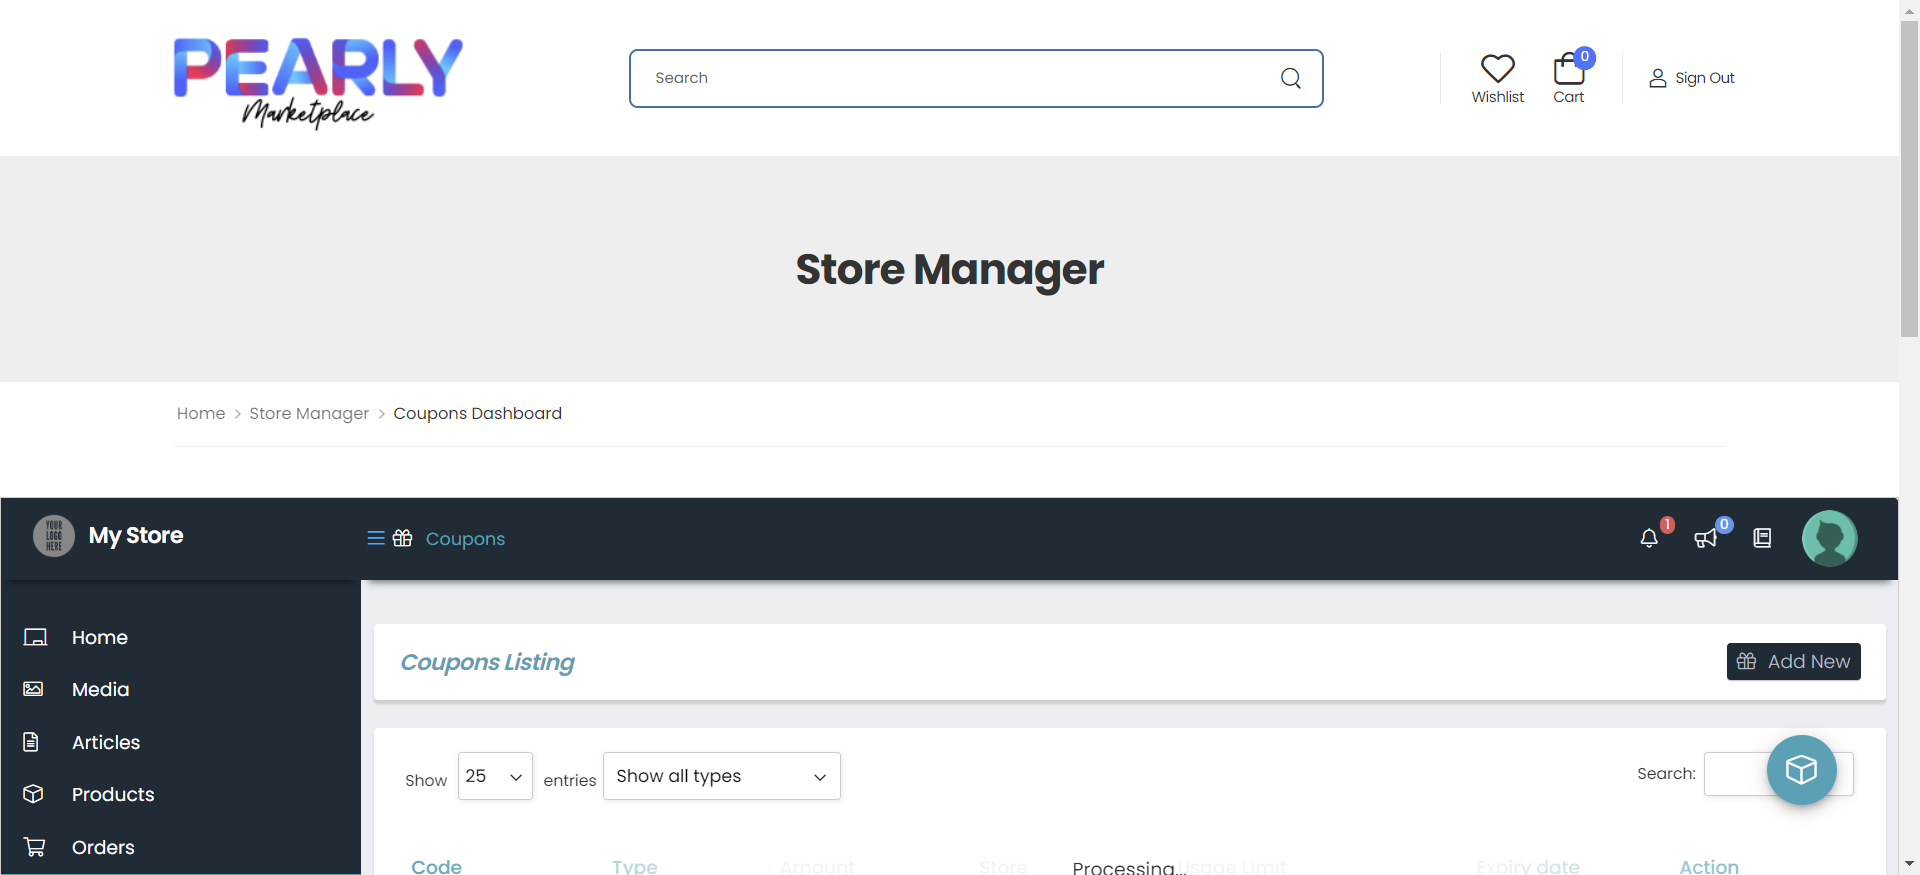 PEARLY
Marketplace
Search
Wishlist
0
Cart
Sign Out
Store Manager
Home > Store Manager > Coupons Dashboard
YOUR
LOGO
HERE
My Store
Coupons
1
0
Home
Media
Articles
Products
Orders
Coupons Listing
Add New
Show 25 entries Show all types
Search:
Code Type Amount Store Processing... Usage Limit Expiry date Action